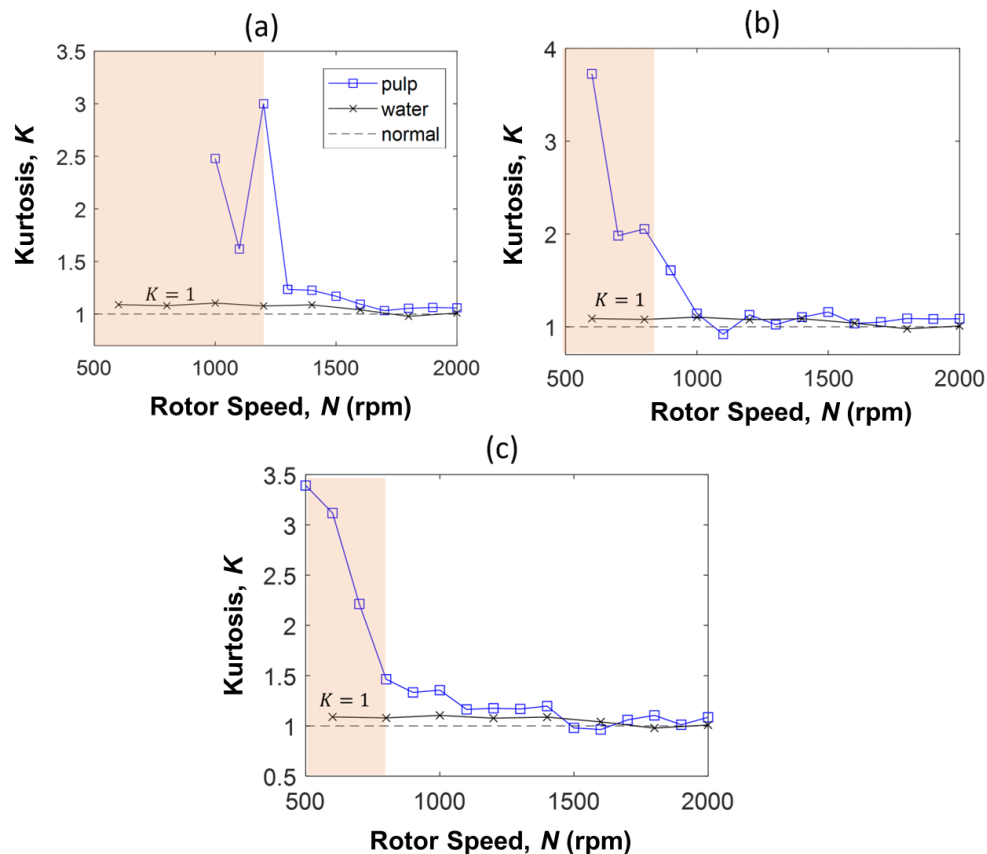 (a)
3.5
3
2.5
2
1.5
1
500
1000
1500
2000
Kurtosis, K
Rotor Speed, N (rpm)
pulp
water
normal
K = 1
(b)
4
3
2
1
500
1000
1500
2000
Kurtosis, K
Rotor Speed, N (rpm)
K = 1
(c)
3.5
3
2.5
2
1.5
1
0.5
500
1000
1500
2000
Kurtosis, K
Rotor Speed, N (rpm)
K = 1